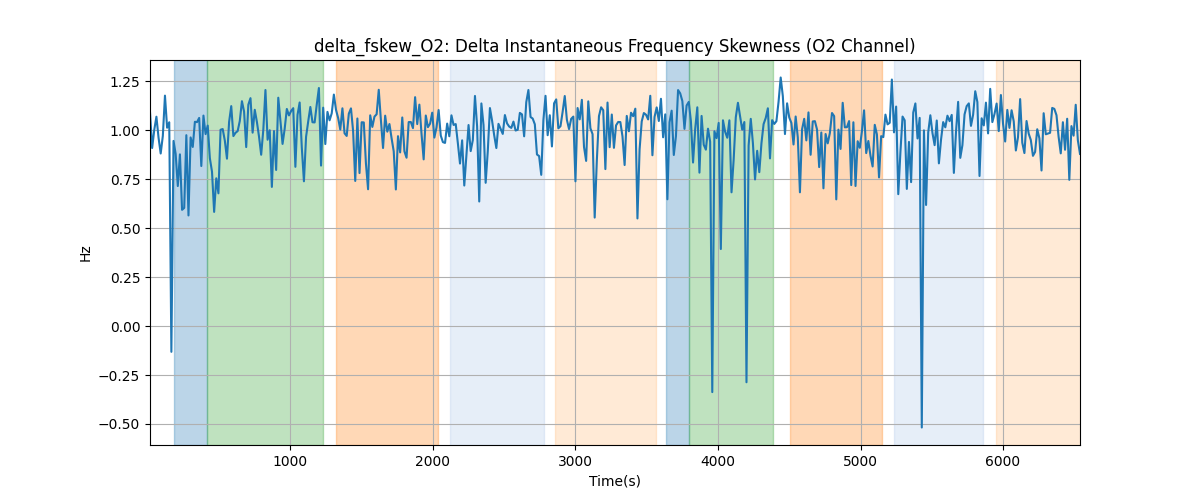 delta_fskew_O2: Delta Instantaneous Frequency Skewness (O2 Channel)
1.25
1.00
0.75
0.50
0.25
0.00
−0.25
−0.50
Hz
1000 2000 3000 4000 5000 6000
Time(s)